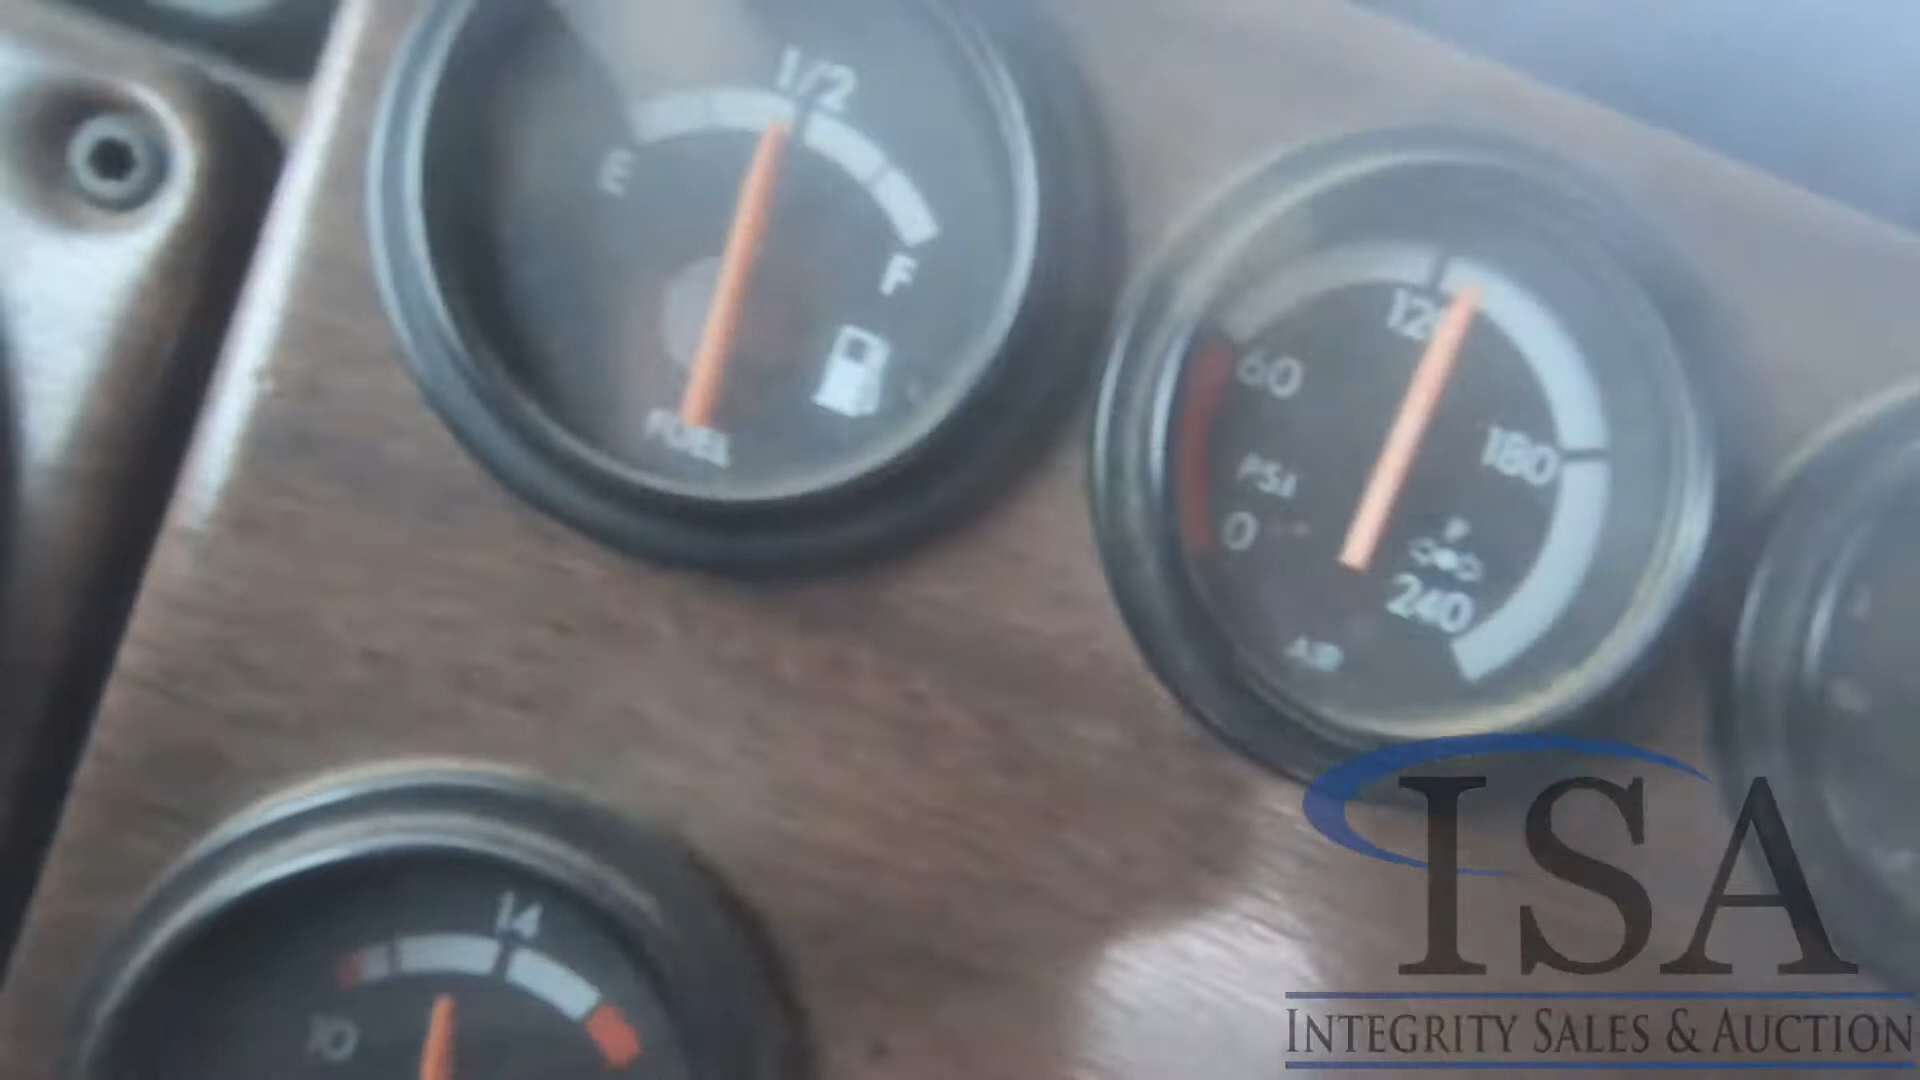 1/2
E
F
FUEL
120
60
180
PSI
0
240
AIR
14
10
ISA
INTEGRITY SALES & AUCTION